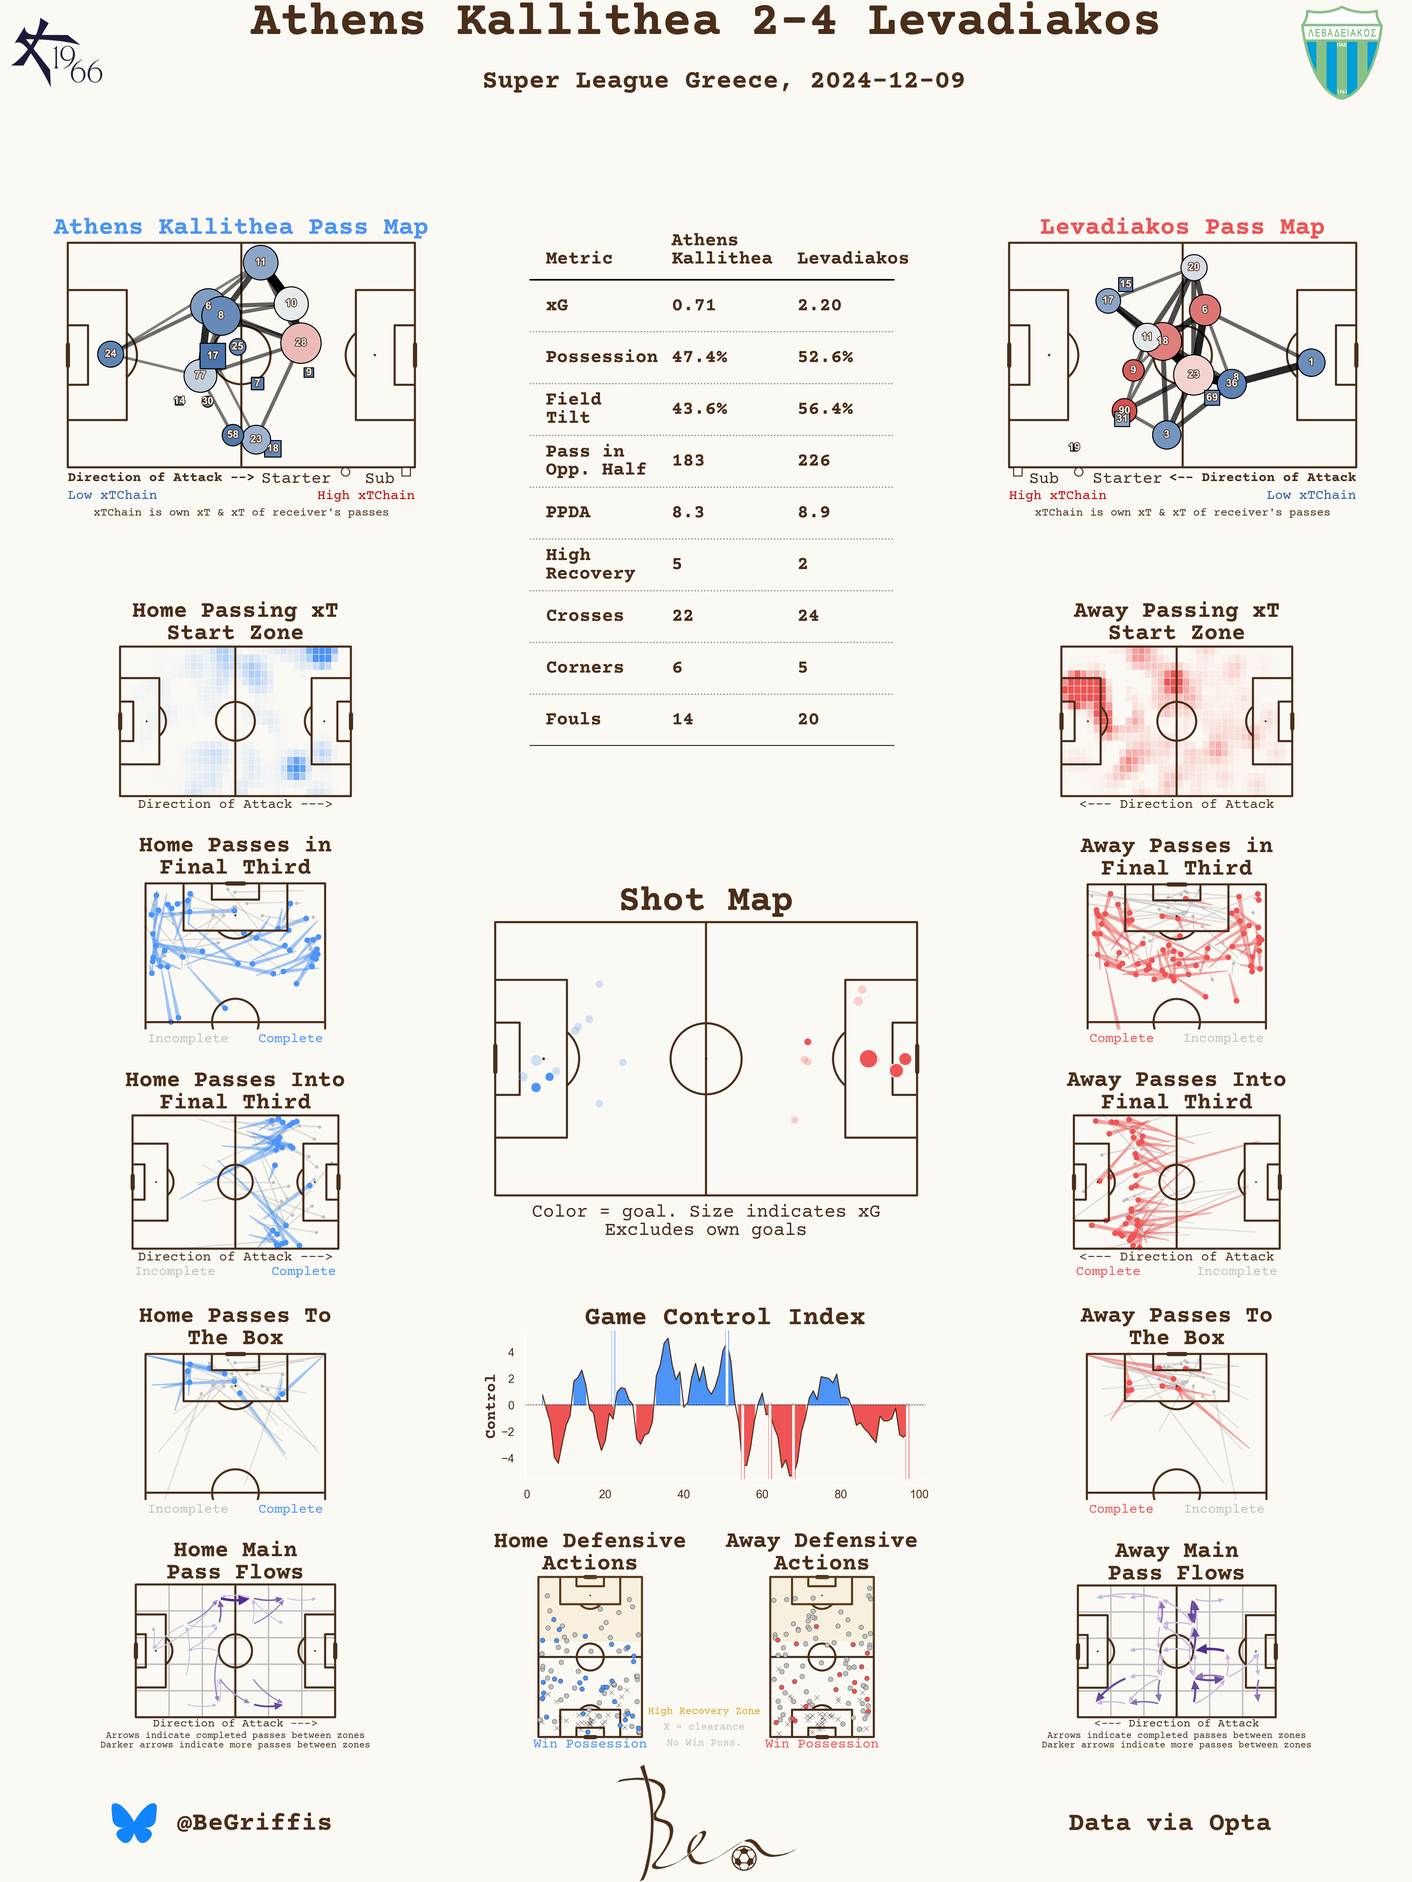 Athens Kallithea 2-4 Levadiakos
Super League Greece, 2024-12-09
1966
ΛΕΒΑΔΕΙΑΚΟΣ
ΠΑΕ
1961
Athens Kallithea Pass Map
11
6
8
10
28
25
17
24
77
7
9
14
30
58
23
18
Direction of Attack --> Starter Sub
Low xTChain High xTChain
xTChain is own xT & xT of receiver's passes
Metric Athens Kallithea Levadiakos
xG 0.71 2.20
Possession 47.4% 52.6%
Field Tilt 43.6% 56.4%
Pass in Opp. Half 183 226
PPDA 8.3 8.9
High Recovery 5 2
Crosses 22 24
Corners 6 5
Fouls 14 20
Levadiakos Pass Map
20
15
17
6
11
18
1
9
23
8
36
69
90
31
3
19
Sub Starter <-- Direction of Attack
High xTChain Low xTChain
xTChain is own xT & xT of receiver's passes
Home Passing xT
Start Zone
Direction of Attack --->
Away Passing xT
Start Zone
<--- Direction of Attack
Home Passes in
Final Third
Incomplete Complete
Away Passes in
Final Third
Complete Incomplete
Shot Map
Color = goal. Size indicates xG
Excludes own goals
Home Passes Into
Final Third
Direction of Attack --->
Incomplete Complete
Away Passes Into
Final Third
<--- Direction of Attack
Complete Incomplete
Home Passes To
The Box
Incomplete Complete
Game Control Index
Control
4
2
0
−2
−4
0 20 40 60 80 100
Away Passes To
The Box
Complete Incomplete
Home Main
Pass Flows
Direction of Attack --->
Arrows indicate completed passes between zones
Darker arrows indicate more passes between zones
Home Defensive
Actions
Win Possession
High Recovery Zone
X = clearance
No Win Poss.
Away Defensive
Actions
Win Possession
Away Main
Pass Flows
<--- Direction of Attack
Arrows indicate completed passes between zones
Darker arrows indicate more passes between zones
@BeGriffis
Ben
Data via Opta